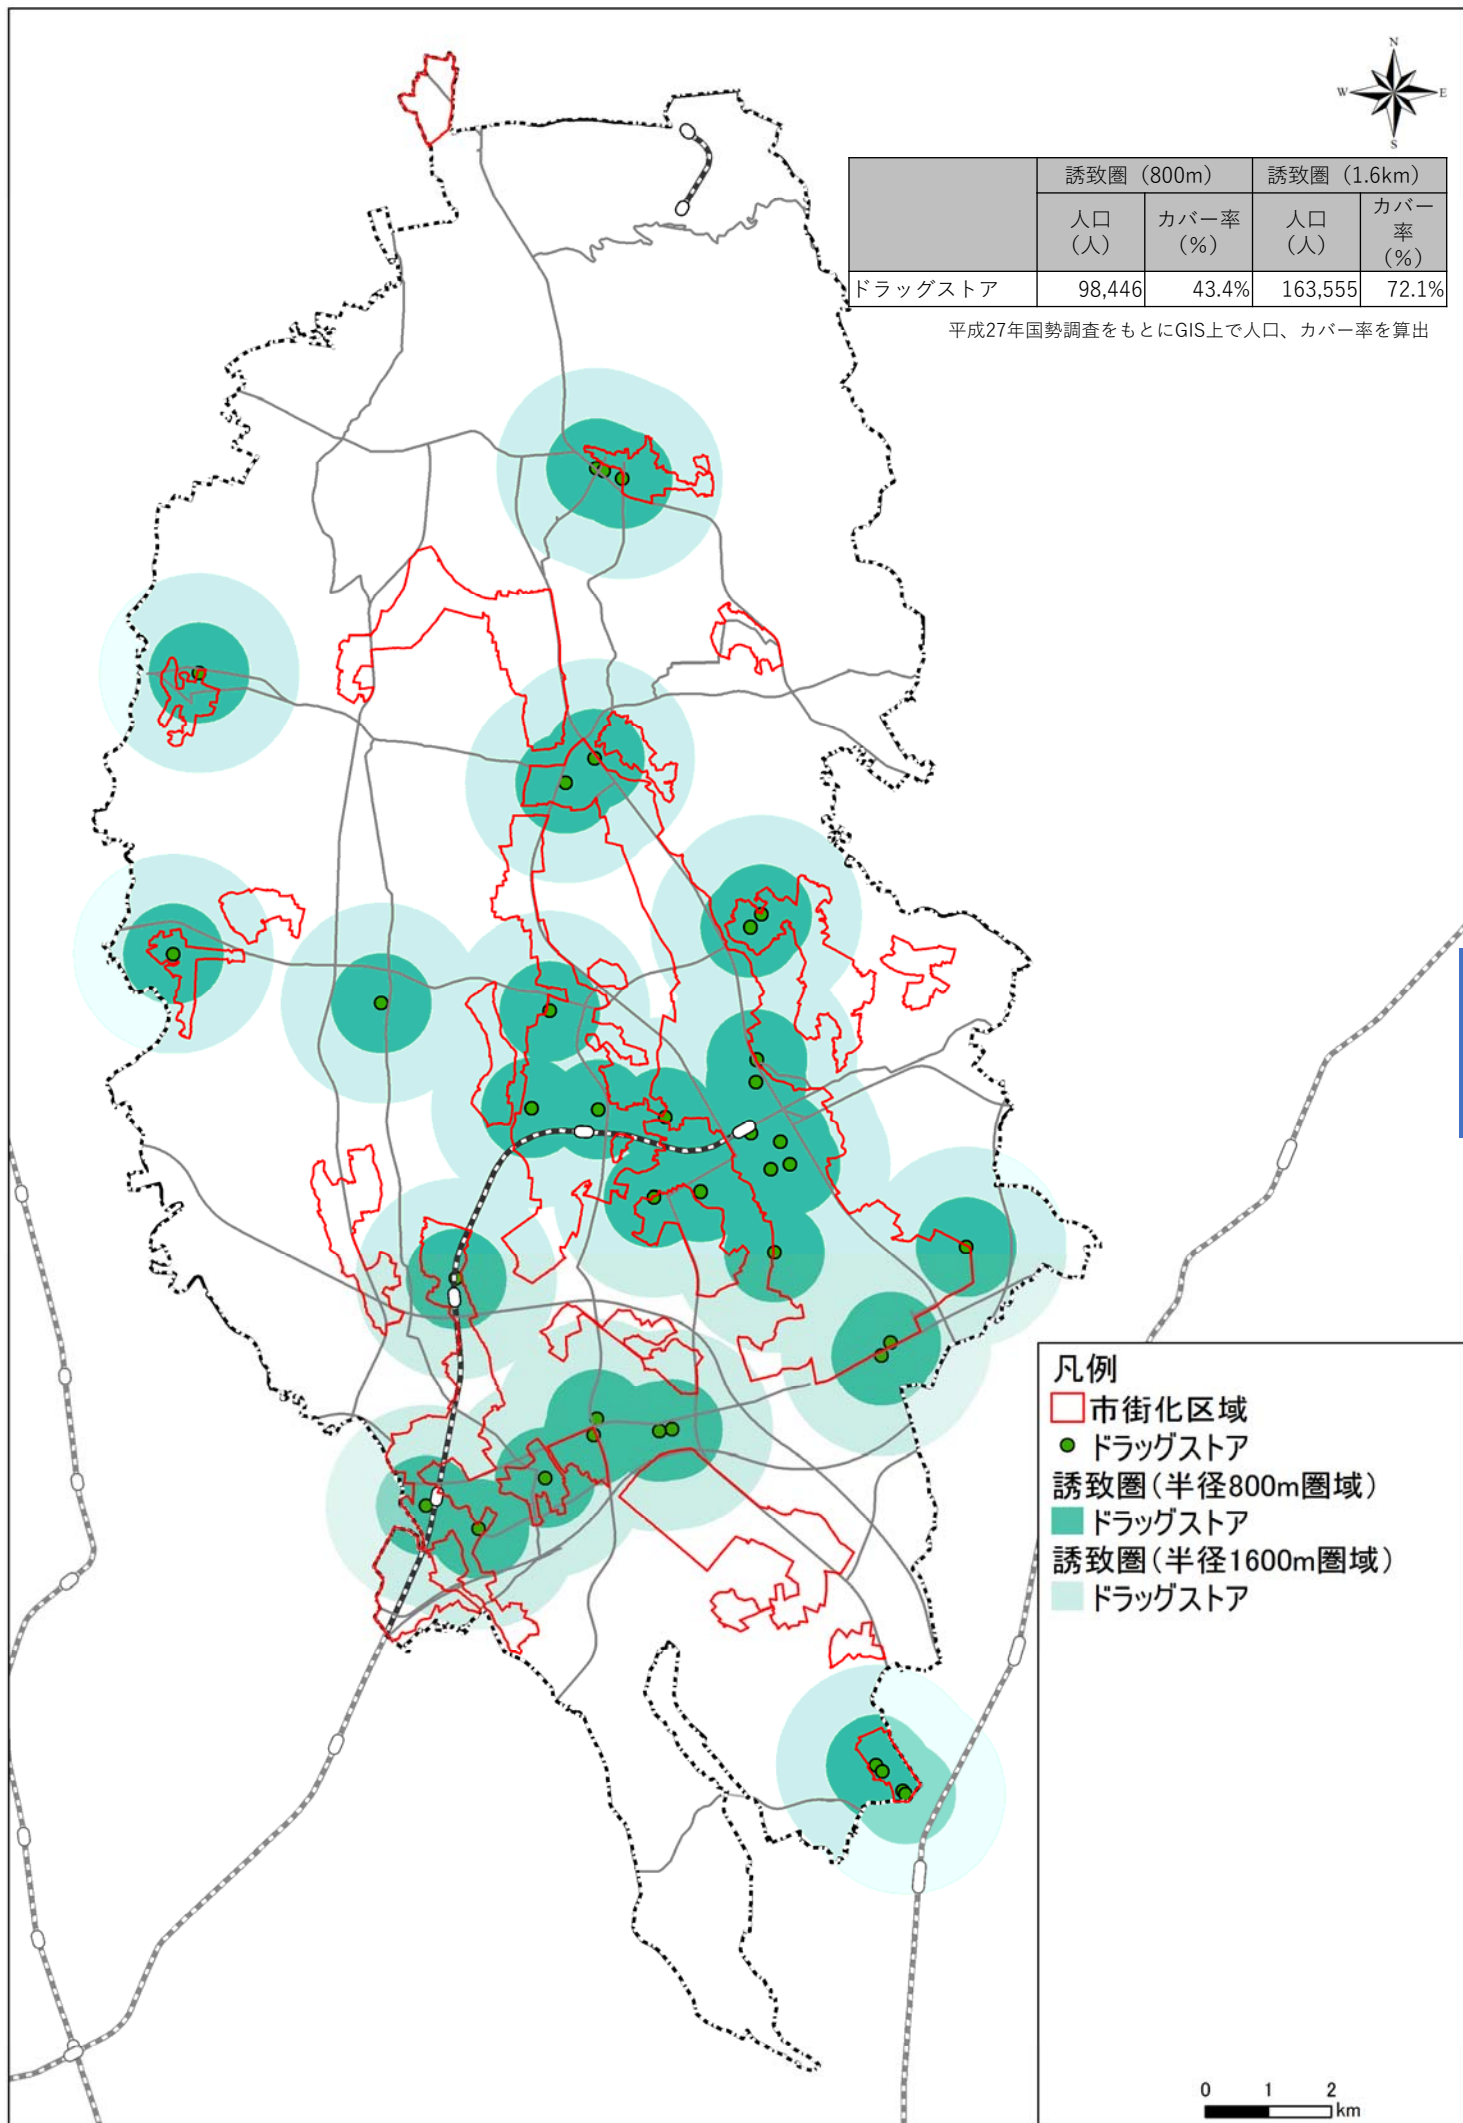 N
W E
S
誘致圏（800m） 誘致圏（1.6km）
人口 カバー率 人口 カバー
（人） （%） （人） 率
（%）
ドラッグストア 98,446 43.4% 163,555 72.1%
平成27年国勢調査をもとにGIS上で人口、カバー率を算出
凡例
市街化区域
ドラッグストア
誘致圏（半径800m圏域）
ドラッグストア
誘致圏（半径1600m圏域）
ドラッグストア
0 1 2
km